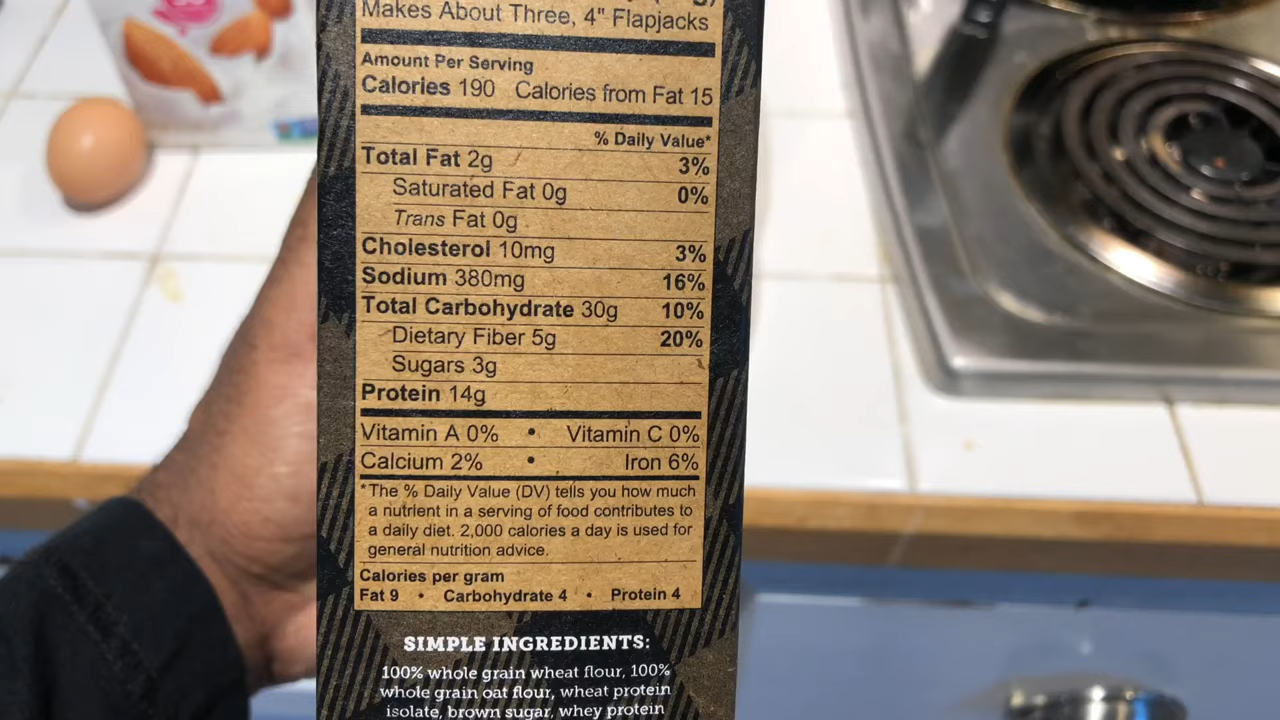 Makes About Three, 4" Flapjacks
Amount Per Serving
Calories 190 Calories from Fat 15
% Daily Value*
Total Fat 2g 3%
Saturated Fat 0g 0%
Trans Fat 0g
Cholesterol 10mg 3%
Sodium 380mg 16%
Total Carbohydrate 30g 10%
Dietary Fiber 5g 20%
Sugars 3g
Protein 14g
Vitamin A 0% • Vitamin C 0%
Calcium 2% • Iron 6%
*The % Daily Value (DV) tells you how much
a nutrient in a serving of food contributes to
a daily diet. 2,000 calories a day is used for
general nutrition advice.
Calories per gram
Fat 9 • Carbohydrate 4 • Protein 4
SIMPLE INGREDIENTS:
100% whole grain wheat flour, 100%
whole grain oat flour, wheat protein
isolate, brown sugar, whey protein